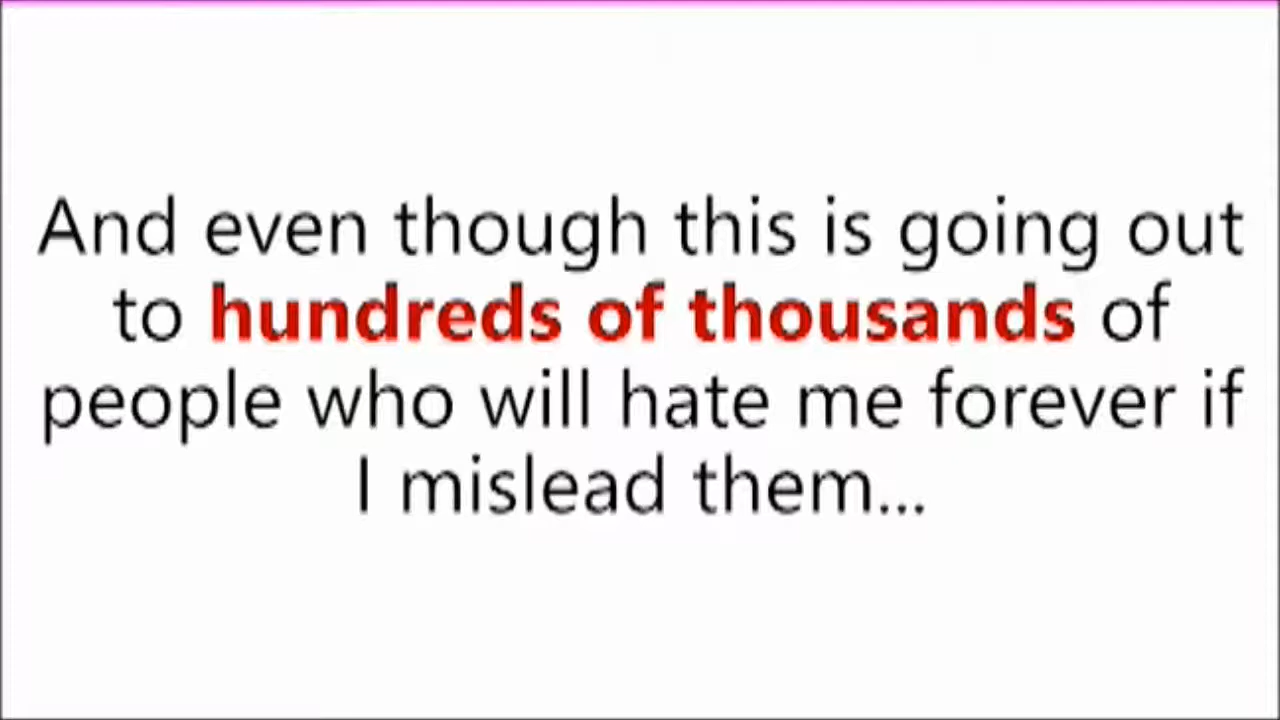 And even though this is going out
to hundreds of thousands of
people who will hate me forever if
I mislead them...